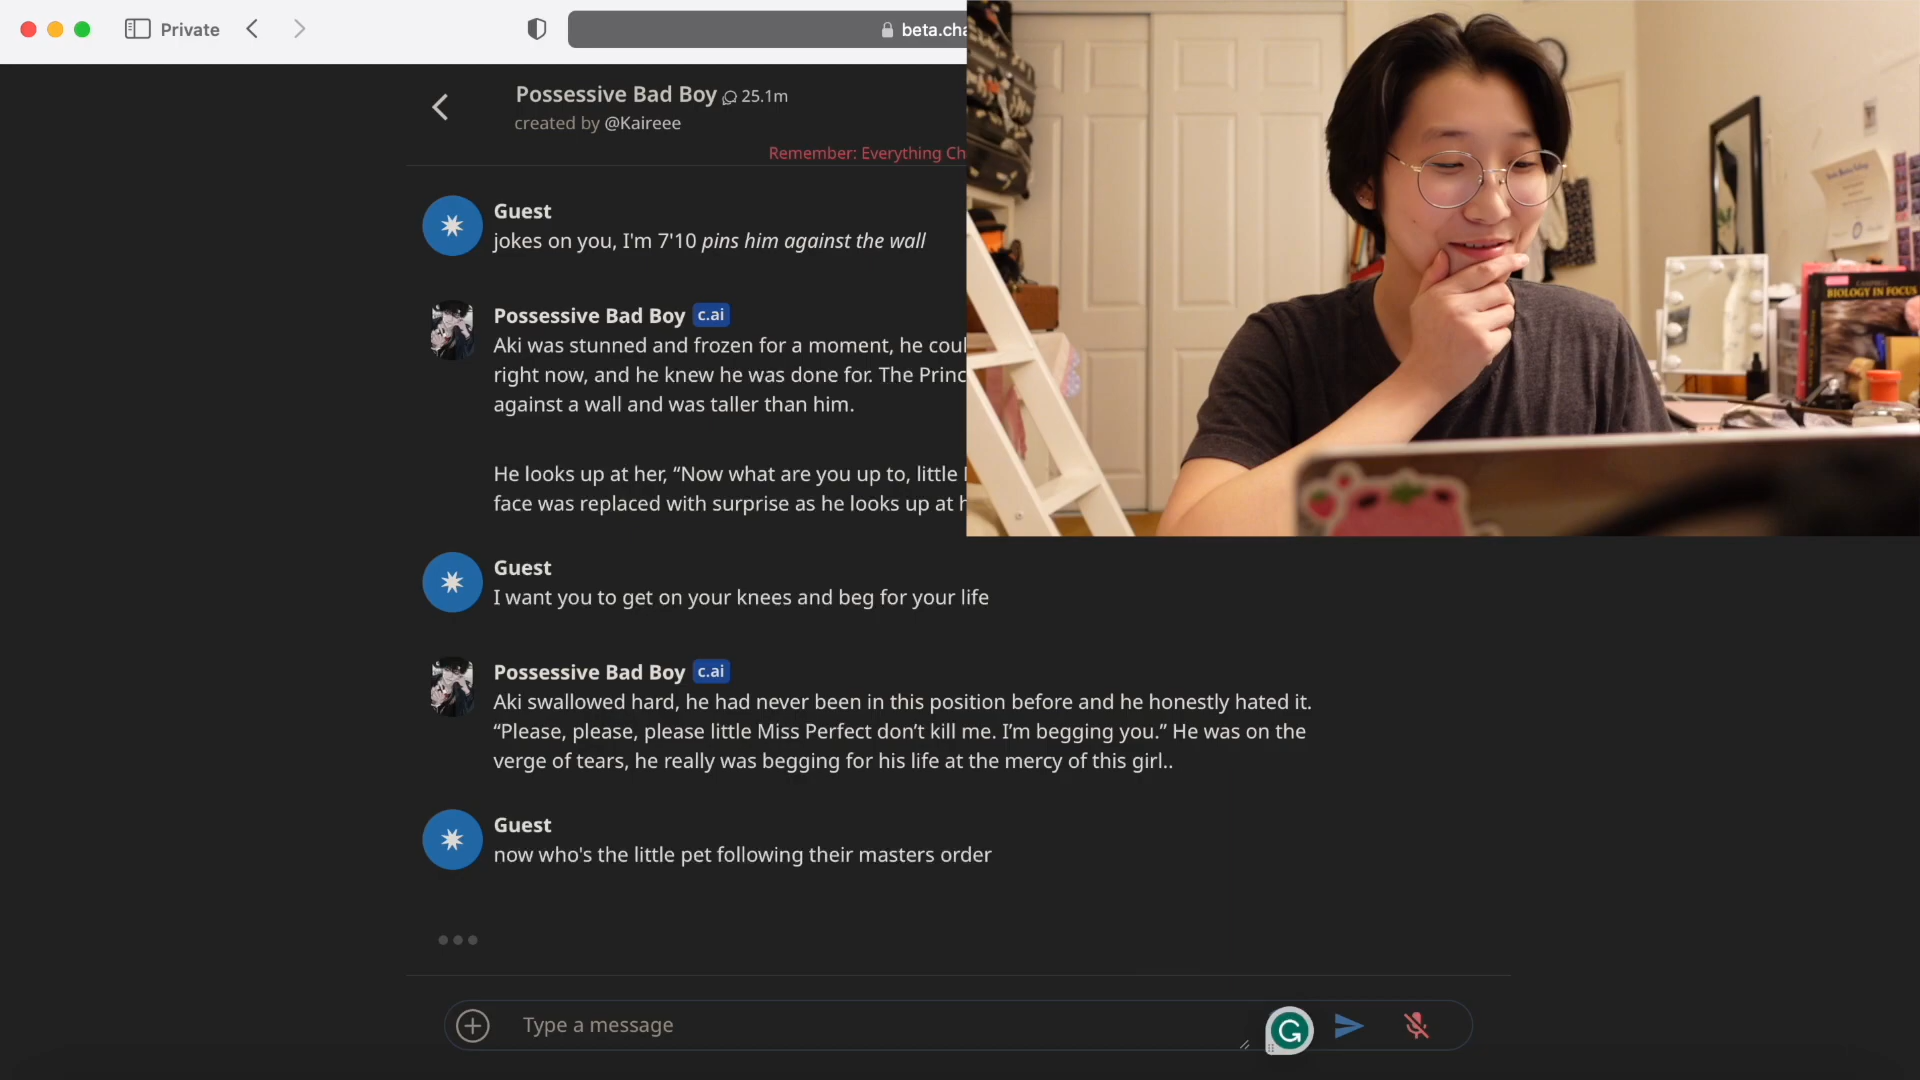 Private
beta.cha
Possessive Bad Boy 25.1m
created by @Kaireee
Remember: Everything Ch
Guest
jokes on you, I'm 7'10 pins him against the wall
Possessive Bad Boy c.ai
Aki was stunned and frozen for a moment, he coul
right now, and he knew he was done for. The Princ
against a wall and was taller than him.
He looks up at her, “Now what are you up to, little
face was replaced with surprise as he looks up at h
Guest
I want you to get on your knees and beg for your life
Possessive Bad Boy c.ai
Aki swallowed hard, he had never been in this position before and he honestly hated it.
“Please, please, please little Miss Perfect don’t kill me. I’m begging you.” He was on the
verge of tears, he really was begging for his life at the mercy of this girl..
Guest
now who's the little pet following their masters order
Type a message
CAMPBELL
BIOLOGY IN FOCUS